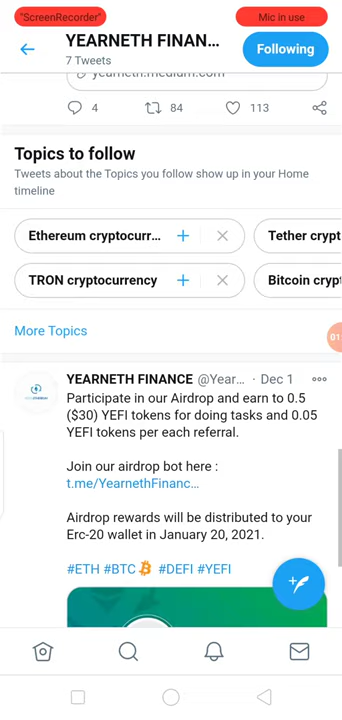 "ScreenRecorder"
Mic in use
YEARNETH FINAN...
7 Tweets
Following
yearneth.medium.com
4
84
113
Topics to follow
Tweets about the Topics you follow show up in your Home
timeline
Ethereum cryptocurr...
Tether crypt
TRON cryptocurrency
Bitcoin cryp
More Topics
YEARNETH FINANCE @Year... · Dec 1
Participate in our Airdrop and earn to 0.5
($30) YEFI tokens for doing tasks and 0.05
YEFI tokens per each referral.
Join our airdrop bot here :
t.me/YearnethFinanc...
Airdrop rewards will be distributed to your
Erc-20 wallet in January 20, 2021.
#ETH #BTC #DEFI #YEFI